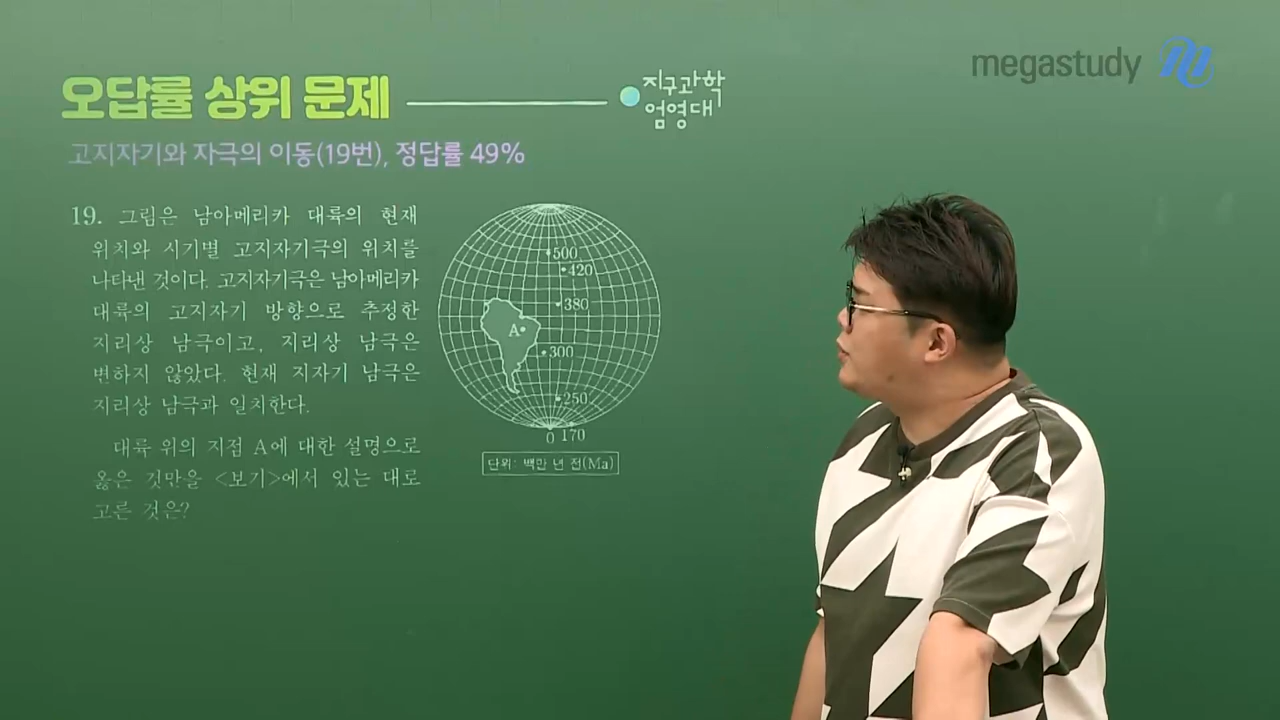 megastudy
오답률 상위 문제
지구과학
엄영대
고지자기와 자극의 이동(19번), 정답률 49%
19. 그림은 남아메리카 대륙의 현재
위치와 시기별 고지자기극의 위치를
나타낸 것이다. 고지자기극은 남아메리카
대륙의 고지자기 방향으로 추정한
지리상 남극이고, 지리상 남극은
변하지 않았다. 현재 지자기 남극은
지리상 남극과 일치한다.
대륙 위의 지점 A에 대한 설명으로
옳은 것만을 <보기>에서 있는 대로
고른 것은?
500
420
380
A
300
250
0 170
단위: 백만 년 전(Ma)